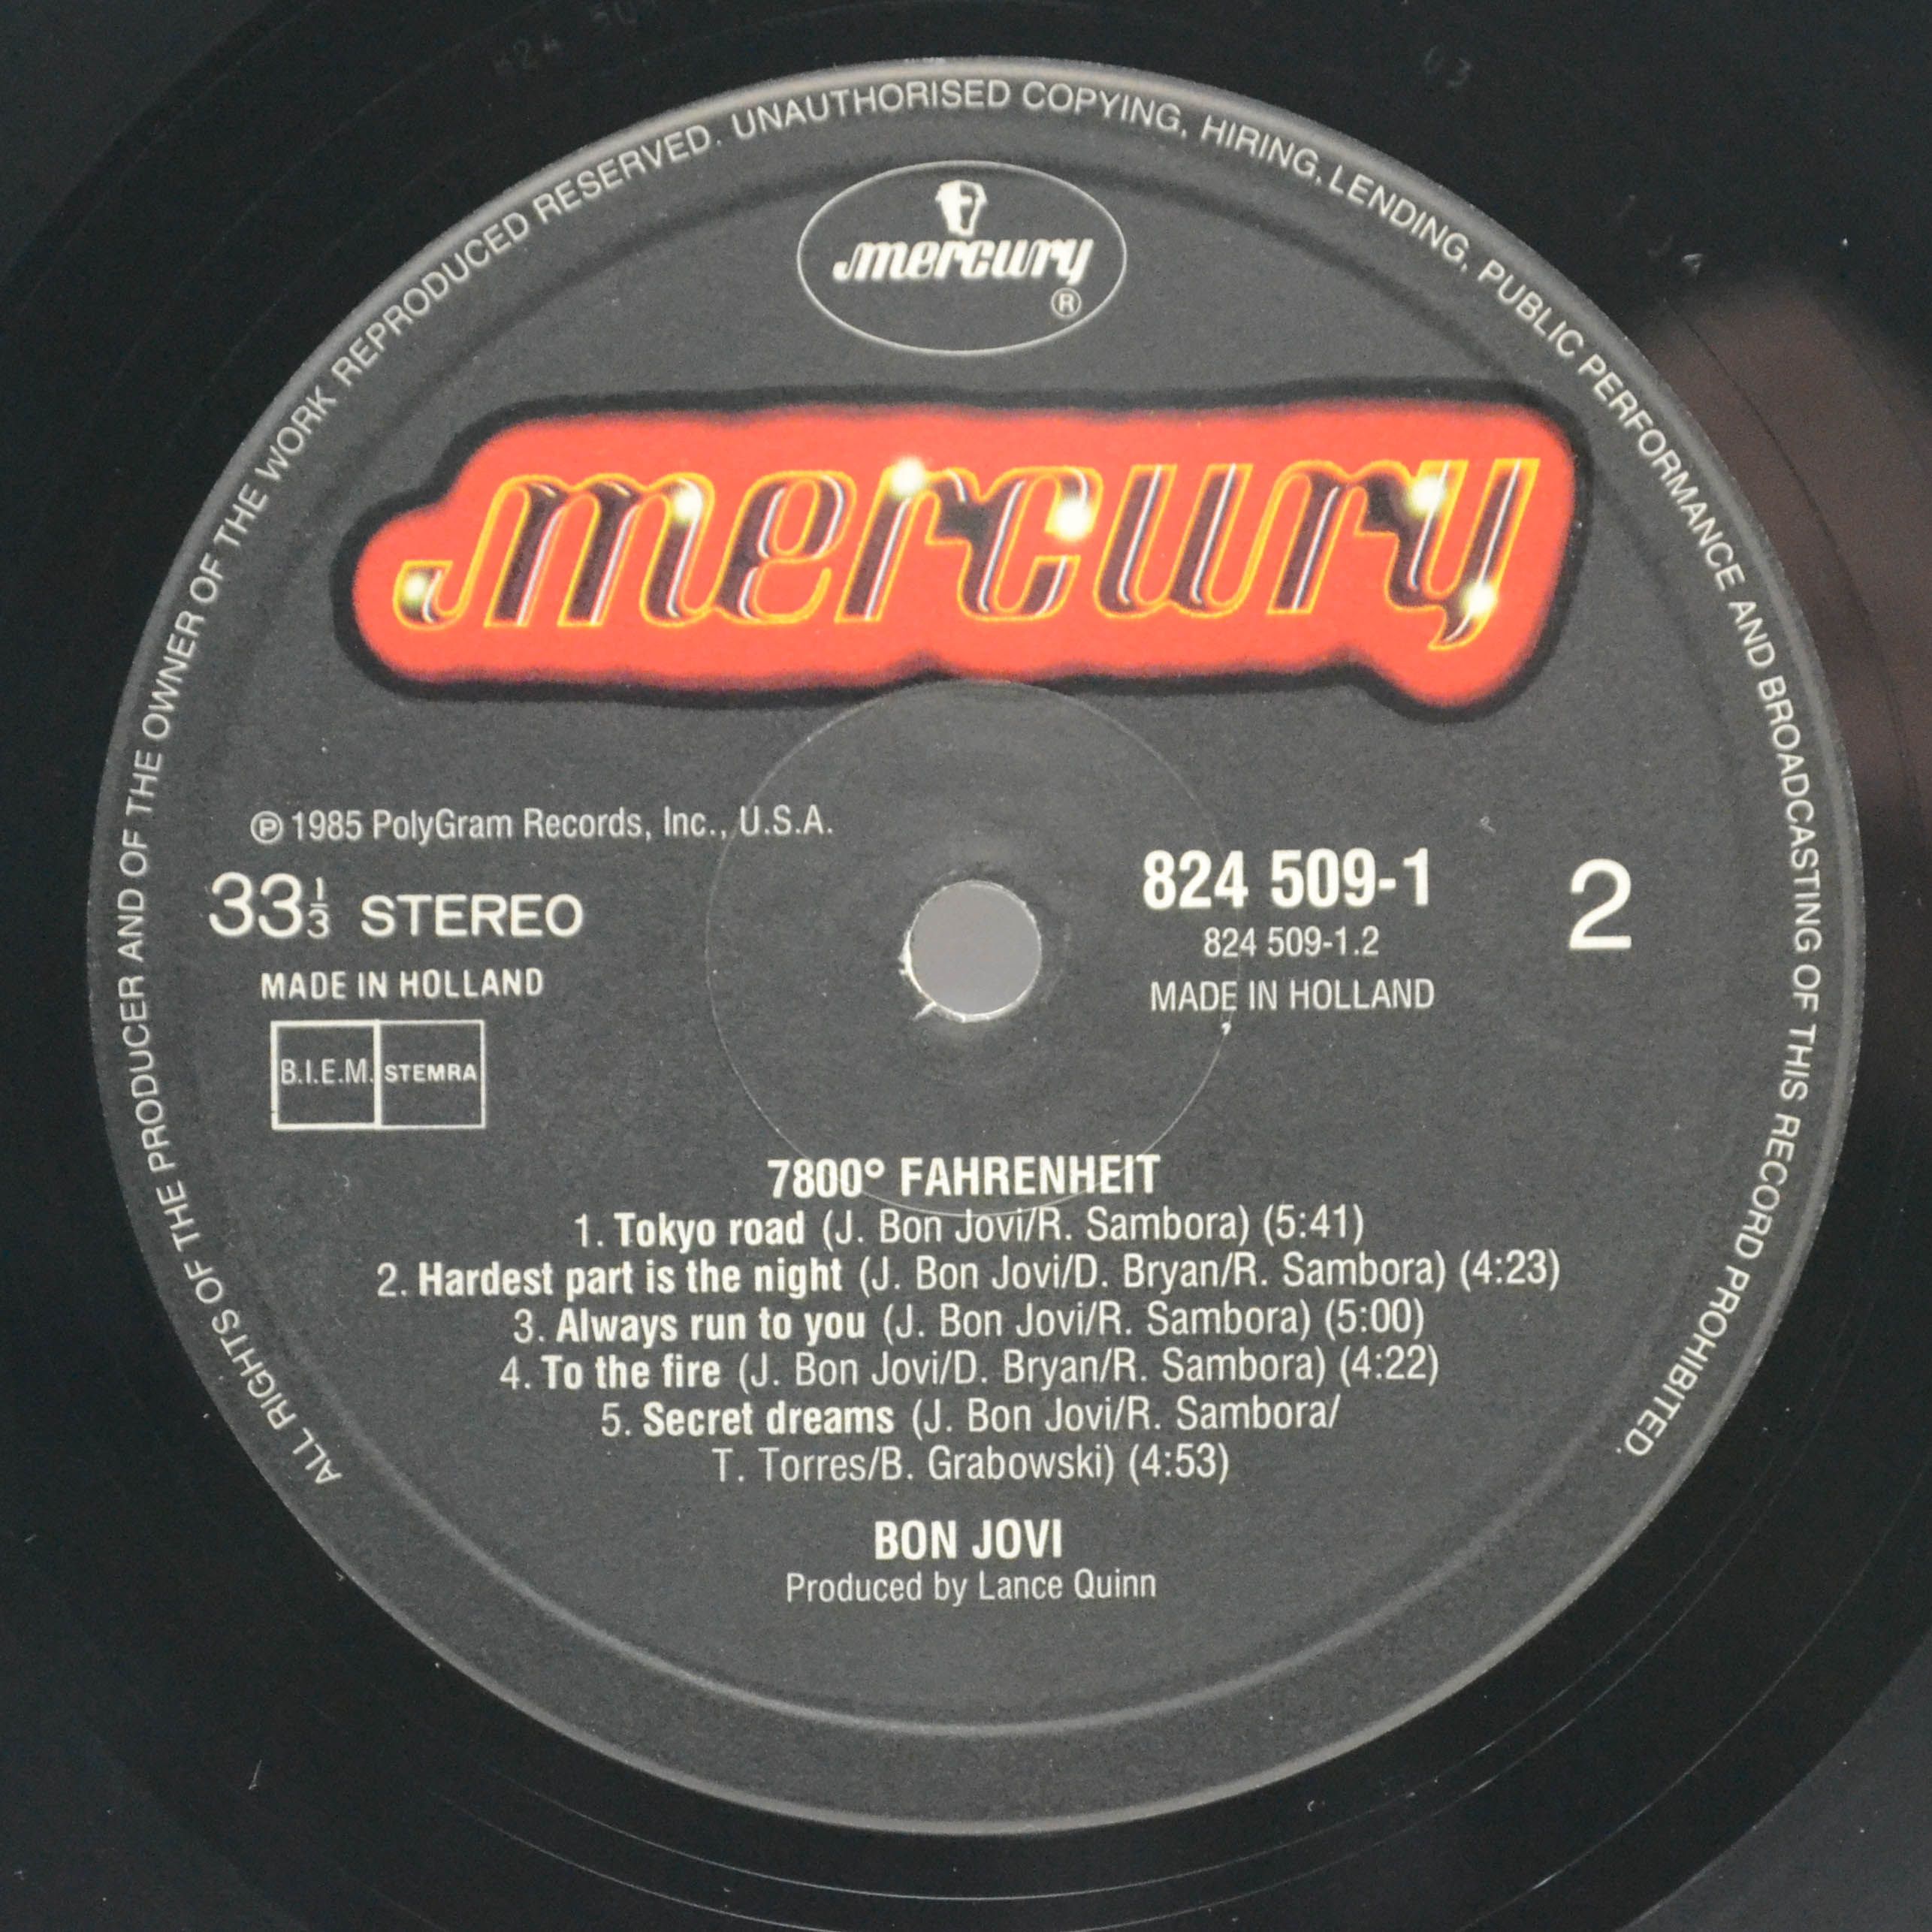 ALL RIGHTS OF THE PRODUCER AND OF THE OWNER OF THE WORK REPRODUCED RESERVED. UNAUTHORISED COPYING, HIRING, LENDING, PUBLIC PERFORMANCE AND BROADCASTING OF THIS RECORD PROHIBITED.
mercury
®
mercury
℗ 1985 PolyGram Records, Inc., U.S.A.
33⅓ STEREO
MADE IN HOLLAND
B.I.E.M. STEMRA
824 509-1
824 509-1.2
MADE IN HOLLAND
2
7800° FAHRENHEIT
1. Tokyo road (J. Bon Jovi/R. Sambora) (5:41)
2. Hardest part is the night (J. Bon Jovi/D. Bryan/R. Sambora) (4:23)
3. Always run to you (J. Bon Jovi/R. Sambora) (5:00)
4. To the fire (J. Bon Jovi/D. Bryan/R. Sambora) (4:22)
5. Secret dreams (J. Bon Jovi/R. Sambora/
T. Torres/B. Grabowski) (4:53)
BON JOVI
Produced by Lance Quinn